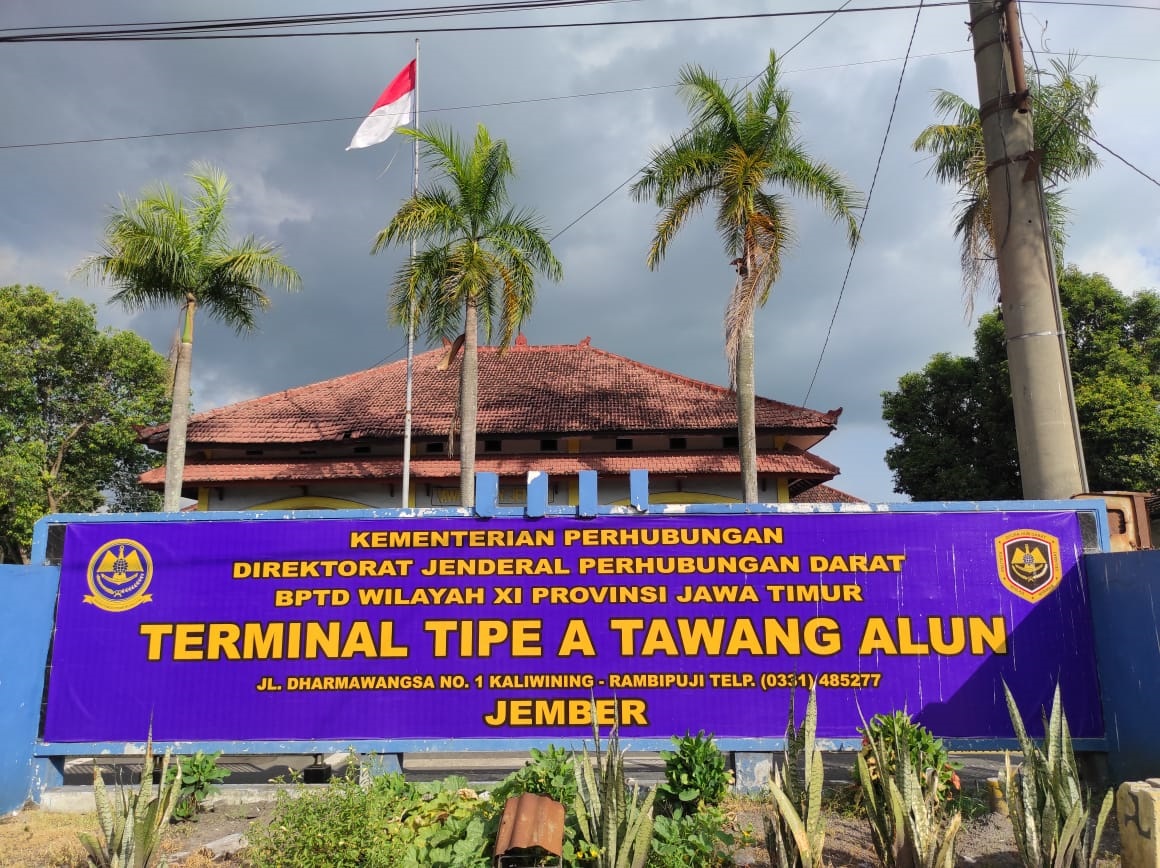 KEMENTERIAN PERHUBUNGAN
DIREKTORAT JENDERAL PERHUBUNGAN DARAT
BPTD WILAYAH XI PROVINSI JAWA TIMUR
TERMINAL TIPE A TAWANG ALUN
JL. DHARMAWANGSA NO. 1 KALIWINING - RAMBIPUJI TELP. (0331) 485277
JEMBER